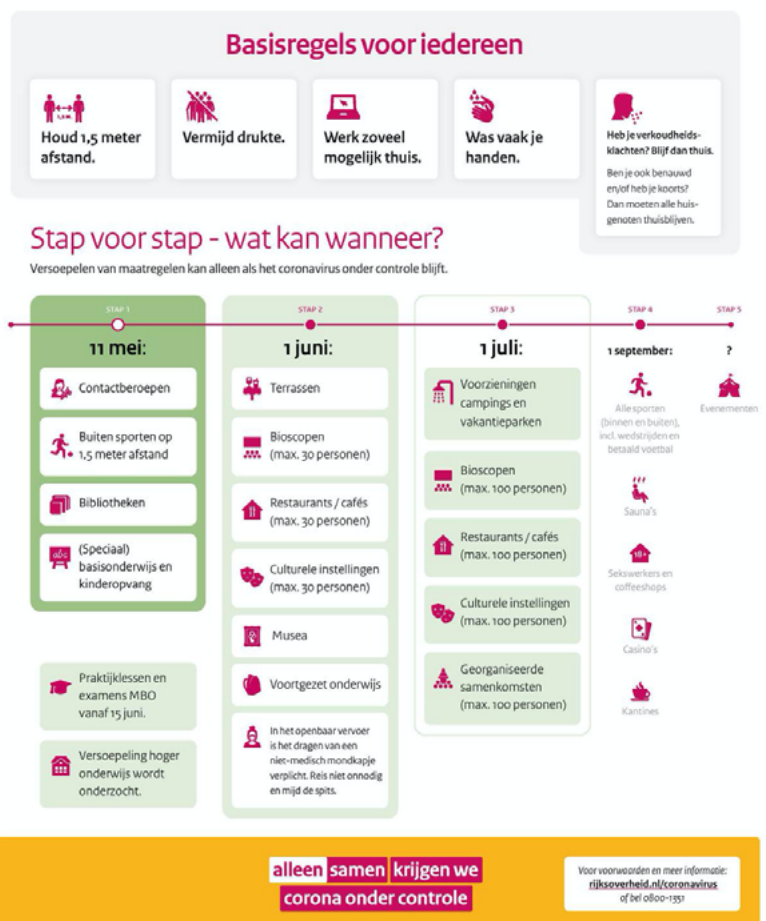 Basisregels voor iedereen
1,5 M.
Houd 1,5 meter
afstand.
Vermijd drukte.
Werk zoveel
mogelijk thuis.
Was vaak je
handen.
Heb je verkoudheids-
klachten? Blijf dan thuis.
Ben je ook benauwd
en/of heb je koorts?
Dan moeten alle huis-
genoten thuisblijven.
Stap voor stap - wat kan wanneer?
Versoepelen van maatregelen kan alleen als het coronavirus onder controle blijft.
STAP 1
11 mei:
Contactberoepen
Buiten sporten op
1,5 meter afstand
Bibliotheken
abc
(Speciaal)
basisonderwijs en
kinderopvang
Praktijklessen en
examens MBO
vanaf 15 juni.
Versoepeling hoger
onderwijs wordt
onderzocht.
STAP 2
1 juni:
Terrassen
Bioscopen
(max. 30 personen)
Restaurants / cafés
(max. 30 personen)
Culturele instellingen
(max. 30 personen)
Musea
Voortgezet onderwijs
In het openbaar vervoer
is het dragen van een
niet-medisch mondkapje
verplicht. Reis niet onnodig
en mijd de spits.
STAP 3
1 juli:
Voorzieningen
campings en
vakantieparken
Bioscopen
(max. 100 personen)
Restaurants / cafés
(max. 100 personen)
Culturele instellingen
(max. 100 personen)
Georganiseerde
samenkomsten
(max. 100 personen)
STAP 4
1 september:
Alle sporten
(binnen en buiten),
incl. wedstrijden en
betaald voetbal
Sauna's
18+
Sekswerkers en
coffeeshops
Casino's
Kantines
STAP 5
?
Evenementen
alleen samen krijgen we
corona onder controle
Voor voorwaarden en meer informatie:
rijksoverheid.nl/coronavirus
of bel 0800-1351